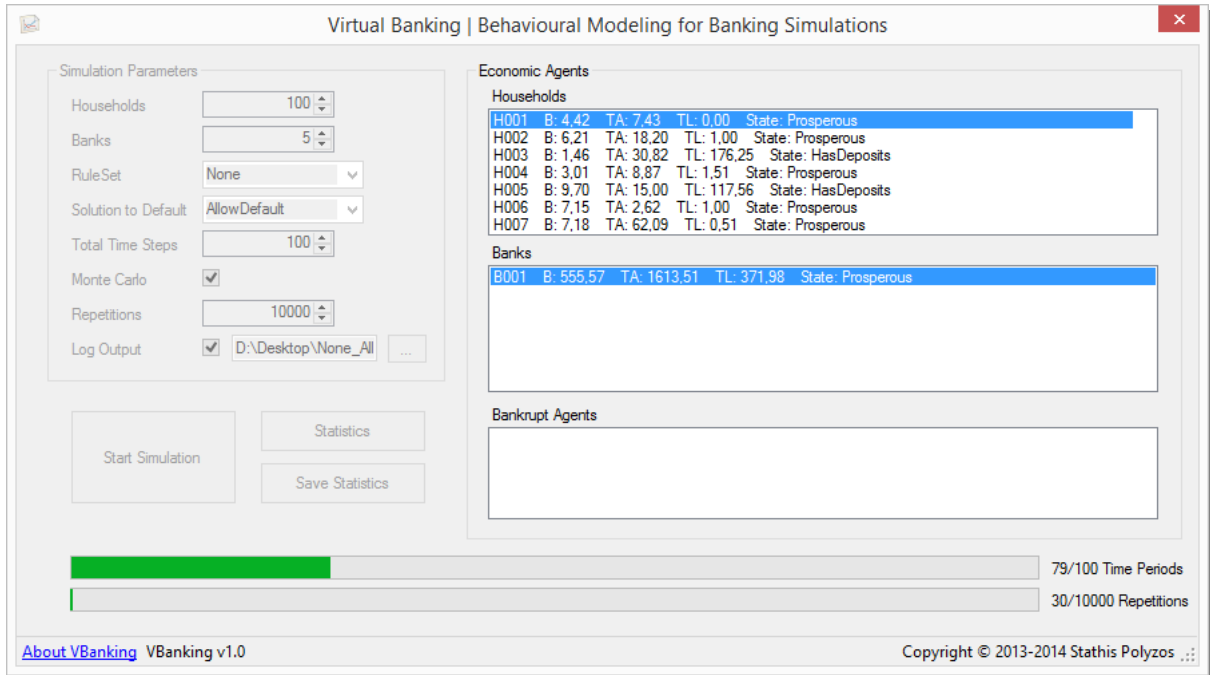 Virtual Banking | Behavioural Modeling for Banking Simulations
Simulation Parameters
Households 100
Banks 5
RuleSet None
Solution to Default AllowDefault
Total Time Steps 100
Monte Carlo
Repetitions 10000
Log Output D:\Desktop\None_All ...
Start Simulation
Statistics
Save Statistics
Economic Agents
Households
H001 B: 4,42 TA: 7,43 TL: 0,00 State: Prosperous
H002 B: 6,21 TA: 18,20 TL: 1,00 State: Prosperous
H003 B: 1,46 TA: 30,82 TL: 176,25 State: HasDeposits
H004 B: 3,01 TA: 8,87 TL: 1,51 State: Prosperous
H005 B: 9,70 TA: 15,00 TL: 117,56 State: HasDeposits
H006 B: 7,15 TA: 2,62 TL: 1,00 State: Prosperous
H007 B: 7,18 TA: 62,09 TL: 0,51 State: Prosperous
Banks
B001 B: 555,57 TA: 1613,51 TL: 371,98 State: Prosperous
Bankrupt Agents
79/100 Time Periods
30/10000 Repetitions
About VBanking VBanking v1.0
Copyright © 2013-2014 Stathis Polyzos